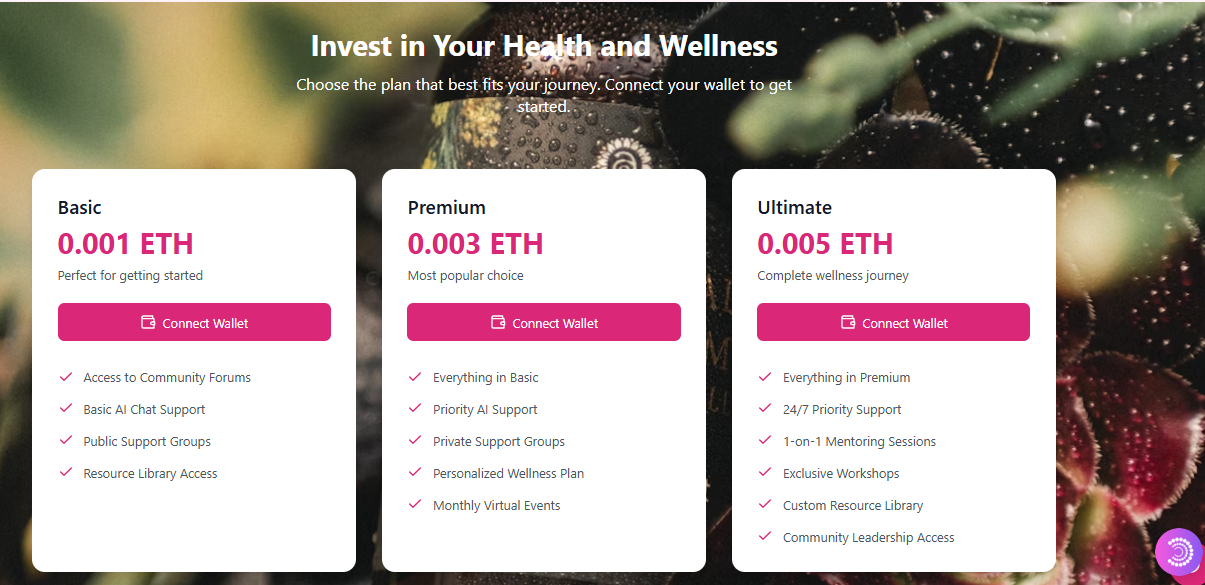 Invest in Your Health and Wellness
Choose the plan that best fits your journey. Connect your wallet to get
started.
Basic
0.001 ETH
Perfect for getting started
Connect Wallet
Access to Community Forums
Basic AI Chat Support
Public Support Groups
Resource Library Access
Premium
0.003 ETH
Most popular choice
Connect Wallet
Everything in Basic
Priority AI Support
Private Support Groups
Personalized Wellness Plan
Monthly Virtual Events
Ultimate
0.005 ETH
Complete wellness journey
Connect Wallet
Everything in Premium
24/7 Priority Support
1-on-1 Mentoring Sessions
Exclusive Workshops
Custom Resource Library
Community Leadership Access